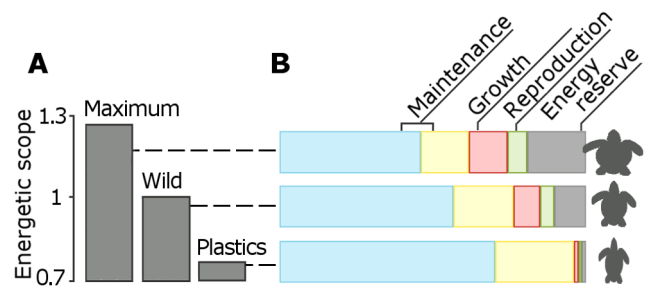 A
B
Maintenance
Growth
Reproduction
Energy
reserve
Energetic scope
1.3
1
0.7
Maximum
Wild
Plastics